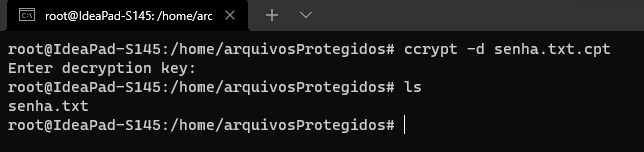 root@IdeaPad-S145: /home/arc
root@IdeaPad-S145:/home/arquivosProtegidos# ccrypt -d senha.txt.cpt
Enter decryption key:
root@IdeaPad-S145:/home/arquivosProtegidos# ls
senha.txt
root@IdeaPad-S145:/home/arquivosProtegidos#